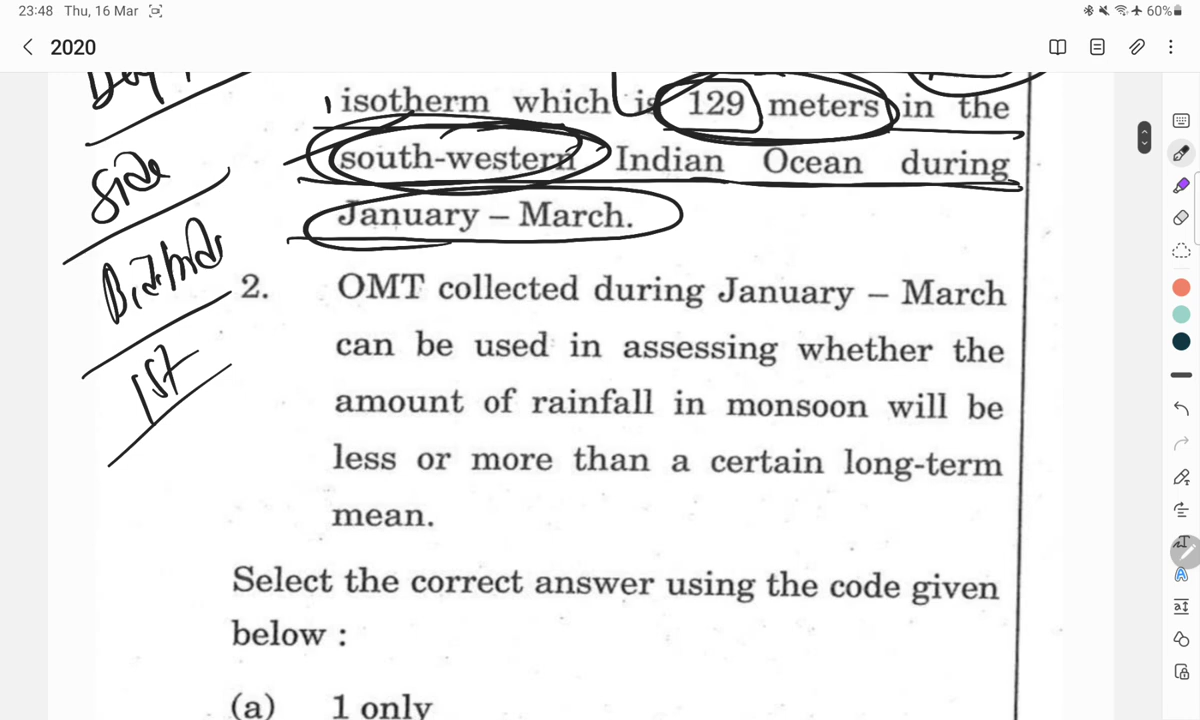 23:48 Thu, 16 Mar
60%
2020
isotherm which is 129 meters in the
south-western Indian Ocean during
January – March.
Side
1st
2. OMT collected during January – March
can be used in assessing whether the
amount of rainfall in monsoon will be
less or more than a certain long-term
mean.
Select the correct answer using the code given
below :
(a) 1 only